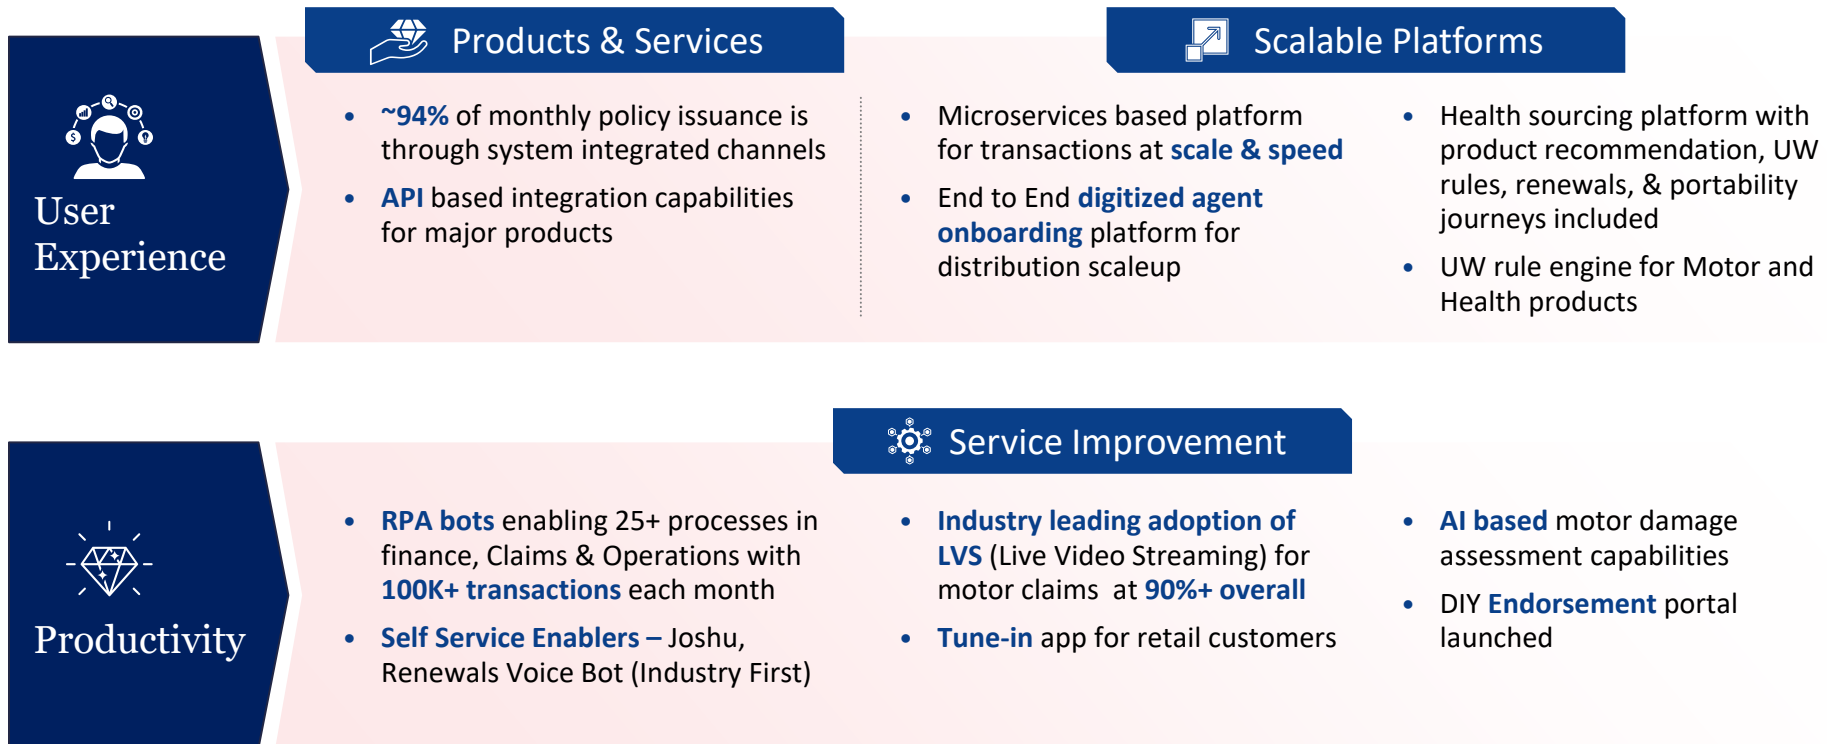 Products & Services
Scalable Platforms
User
Experience
• ~94% of monthly policy issuance is
through system integrated channels
• API based integration capabilities
for major products
• Microservices based platform
for transactions at scale & speed
• End to End digitized agent
onboarding platform for
distribution scaleup
• Health sourcing platform with
product recommendation, UW
rules, renewals, & portability
journeys included
• UW rule engine for Motor and
Health products
Service Improvement
Productivity
• RPA bots enabling 25+ processes in
finance, Claims & Operations with
100K+ transactions each month
• Self Service Enablers – Joshu,
Renewals Voice Bot (Industry First)
• Industry leading adoption of
LVS (Live Video Streaming) for
motor claims  at 90%+ overall
• Tune-in app for retail customers
• AI based motor damage
assessment capabilities
• DIY Endorsement portal
launched